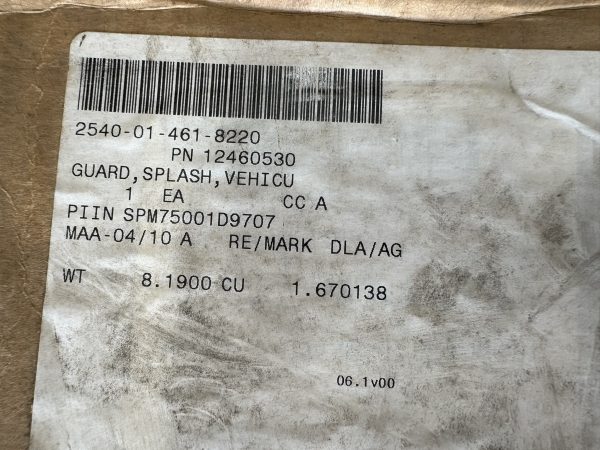 2540-01-461-8220
PN 12460530
GUARD,SPLASH,VEHICU
1 EA CC A
PIIN SPM75001D9707
MAA-04/10 A RE/MARK DLA/AG
WT 8.1900 CU 1.670138
06.1v00